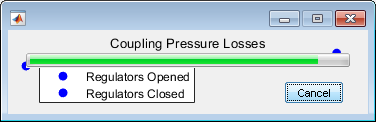 Coupling Pressure Losses
Regulators Opened
Regulators Closed
Cancel